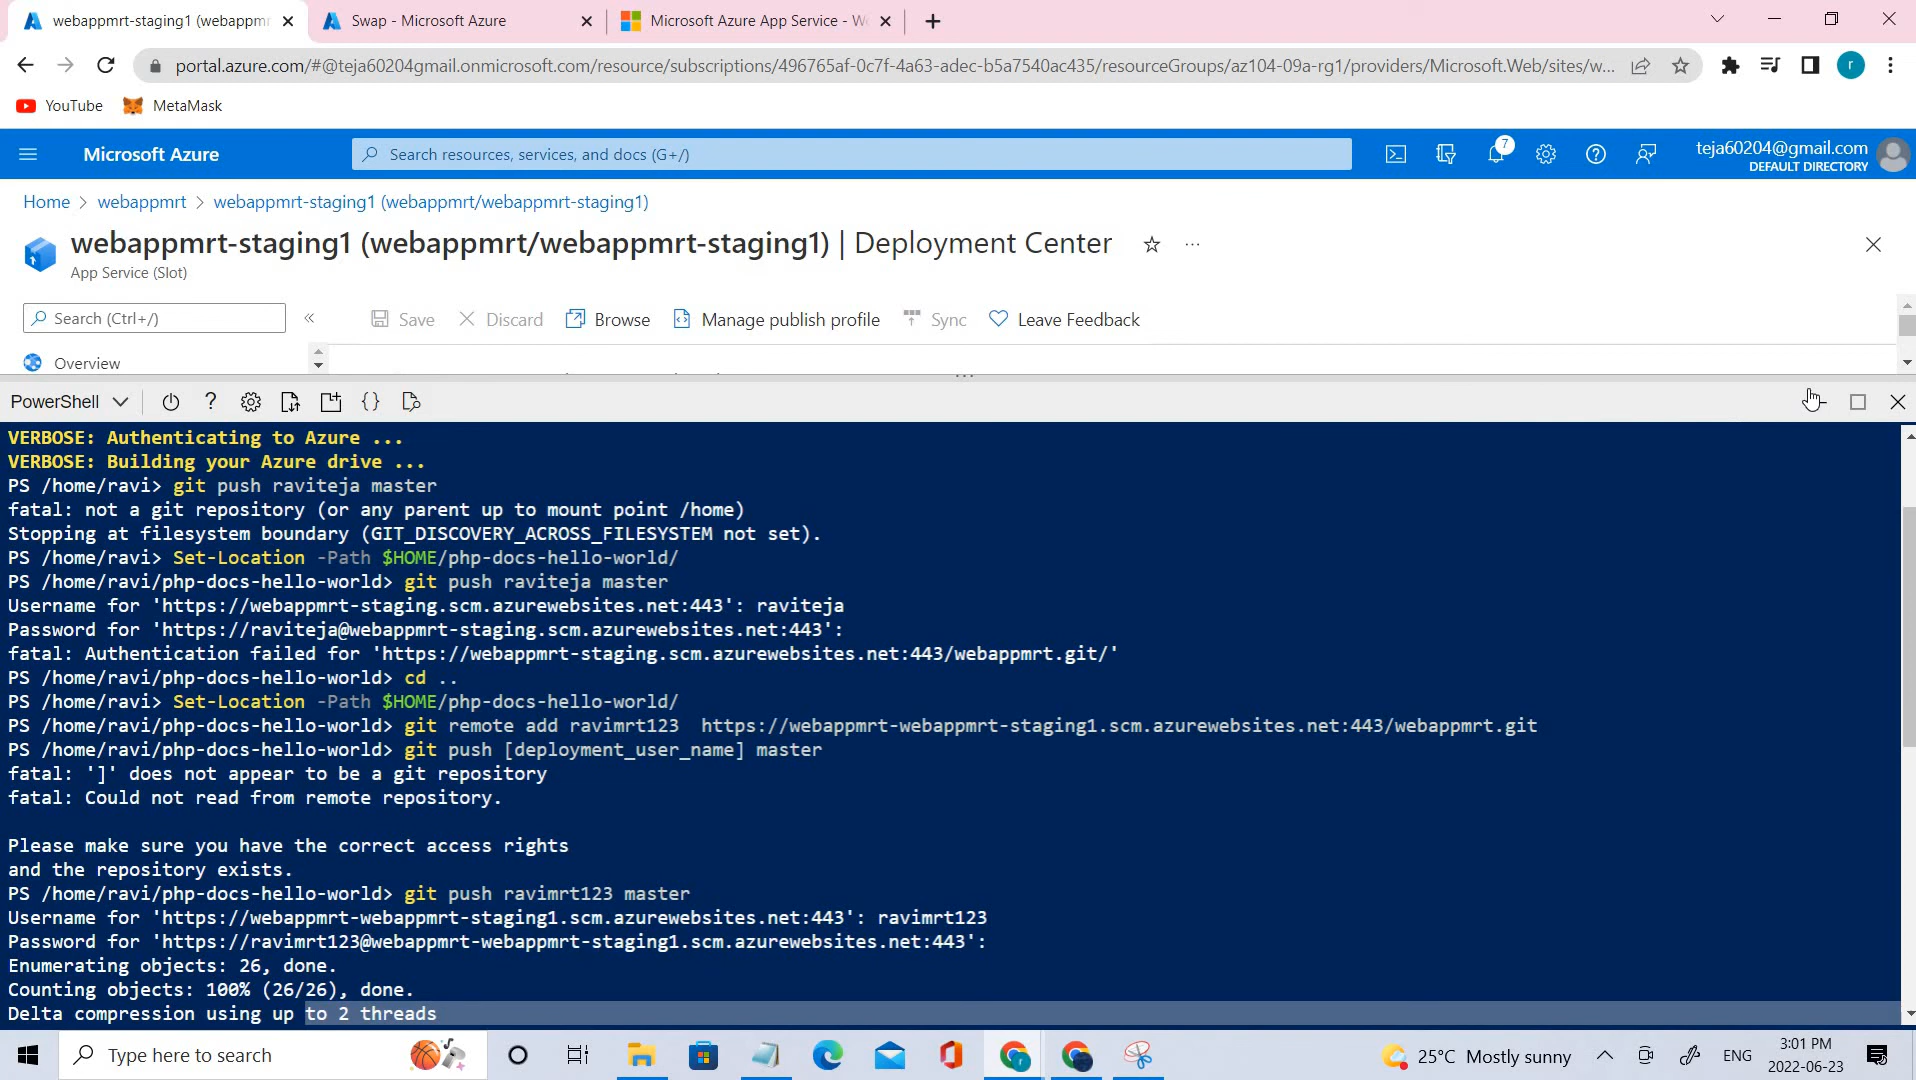 webappmrt-staging1 (webappmr
Swap - Microsoft Azure
Microsoft Azure App Service - W
portal.azure.com/#@teja60204gmail.onmicrosoft.com/resource/subscriptions/496765af-0c7f-4a63-adec-b5a7540ac435/resourceGroups/az104-09a-rg1/providers/Microsoft.Web/sites/w...
r
YouTube
MetaMask
Microsoft Azure
Search resources, services, and docs (G+/)
7
teja60204@gmail.com
DEFAULT DIRECTORY
Home > webappmrt > webappmrt-staging1 (webappmrt/webappmrt-staging1)
webappmrt-staging1 (webappmrt/webappmrt-staging1) | Deployment Center
App Service (Slot)
Search (Ctrl+/)
Save
Discard
Browse
Manage publish profile
Sync
Leave Feedback
Overview
PowerShell
VERBOSE: Authenticating to Azure ...
VERBOSE: Building your Azure drive ...
PS /home/ravi> git push raviteja master
fatal: not a git repository (or any parent up to mount point /home)
Stopping at filesystem boundary (GIT_DISCOVERY_ACROSS_FILESYSTEM not set).
PS /home/ravi> Set-Location -Path $HOME/php-docs-hello-world/
PS /home/ravi/php-docs-hello-world> git push raviteja master
Username for 'https://webappmrt-staging.scm.azurewebsites.net:443': raviteja
Password for 'https://raviteja@webappmrt-staging.scm.azurewebsites.net:443':
fatal: Authentication failed for 'https://webappmrt-staging.scm.azurewebsites.net:443/webappmrt.git/'
PS /home/ravi/php-docs-hello-world> cd ..
PS /home/ravi> Set-Location -Path $HOME/php-docs-hello-world/
PS /home/ravi/php-docs-hello-world> git remote add ravimrt123  https://webappmrt-webappmrt-staging1.scm.azurewebsites.net:443/webappmrt.git
PS /home/ravi/php-docs-hello-world> git push [deployment_user_name] master
fatal: ']' does not appear to be a git repository
fatal: Could not read from remote repository.
Please make sure you have the correct access rights
and the repository exists.
PS /home/ravi/php-docs-hello-world> git push ravimrt123 master
Username for 'https://webappmrt-webappmrt-staging1.scm.azurewebsites.net:443': ravimrt123
Password for 'https://ravimrt123@webappmrt-webappmrt-staging1.scm.azurewebsites.net:443':
Enumerating objects: 26, done.
Counting objects: 100% (26/26), done.
Delta compression using up to 2 threads
Type here to search
25°C Mostly sunny
ENG
3:01 PM
2022-06-23